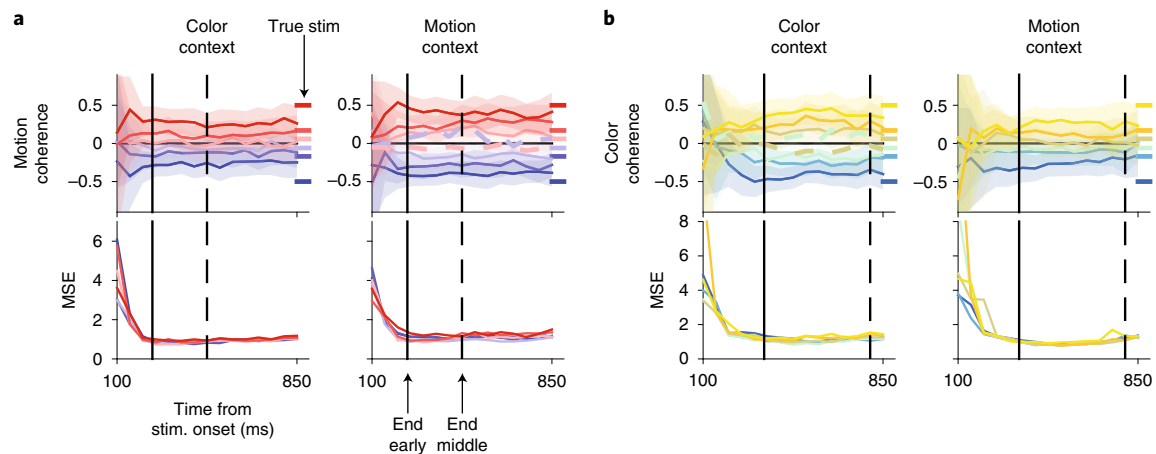 a
Color
context
True stim
Motion
context
Motion
coherence
0.5
0
−0.5
0.5
0
−0.5
MSE
6
4
2
0
100
850
100
850
Time from
stim. onset (ms)
End
early
End
middle
b
Color
context
Motion
context
Color
coherence
0.5
0
−0.5
0.5
0
−0.5
MSE
8
6
4
2
0
100
850
100
850